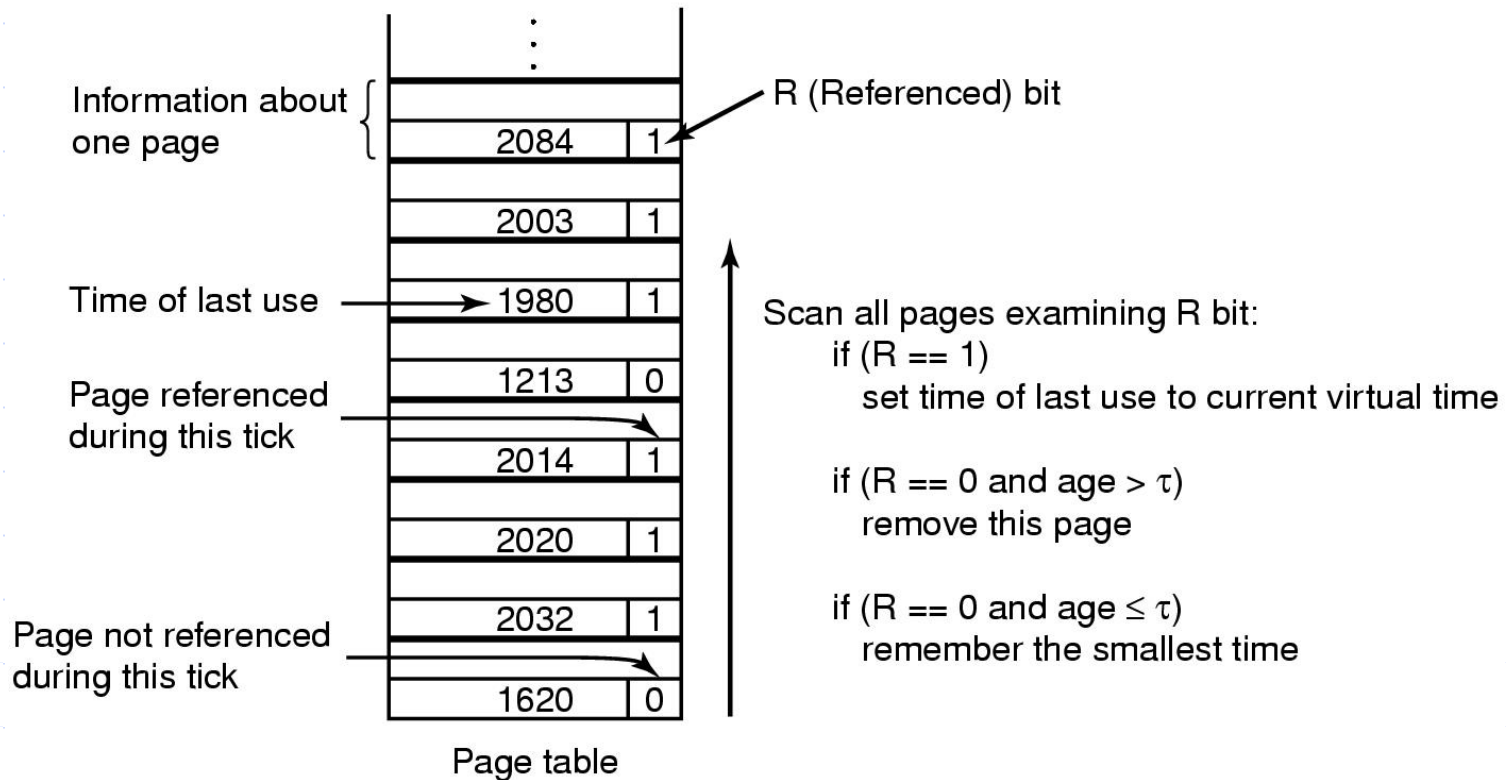 Information about
one page
R (Referenced) bit
2084 1
2003 1
Time of last use
1980 1
1213 0
Page referenced
during this tick
2014 1
2020 1
2032 1
Page not referenced
during this tick
1620 0
Page table
Scan all pages examining R bit:
if (R == 1)
set time of last use to current virtual time
if (R == 0 and age > τ)
remove this page
if (R == 0 and age ≤ τ)
remember the smallest time